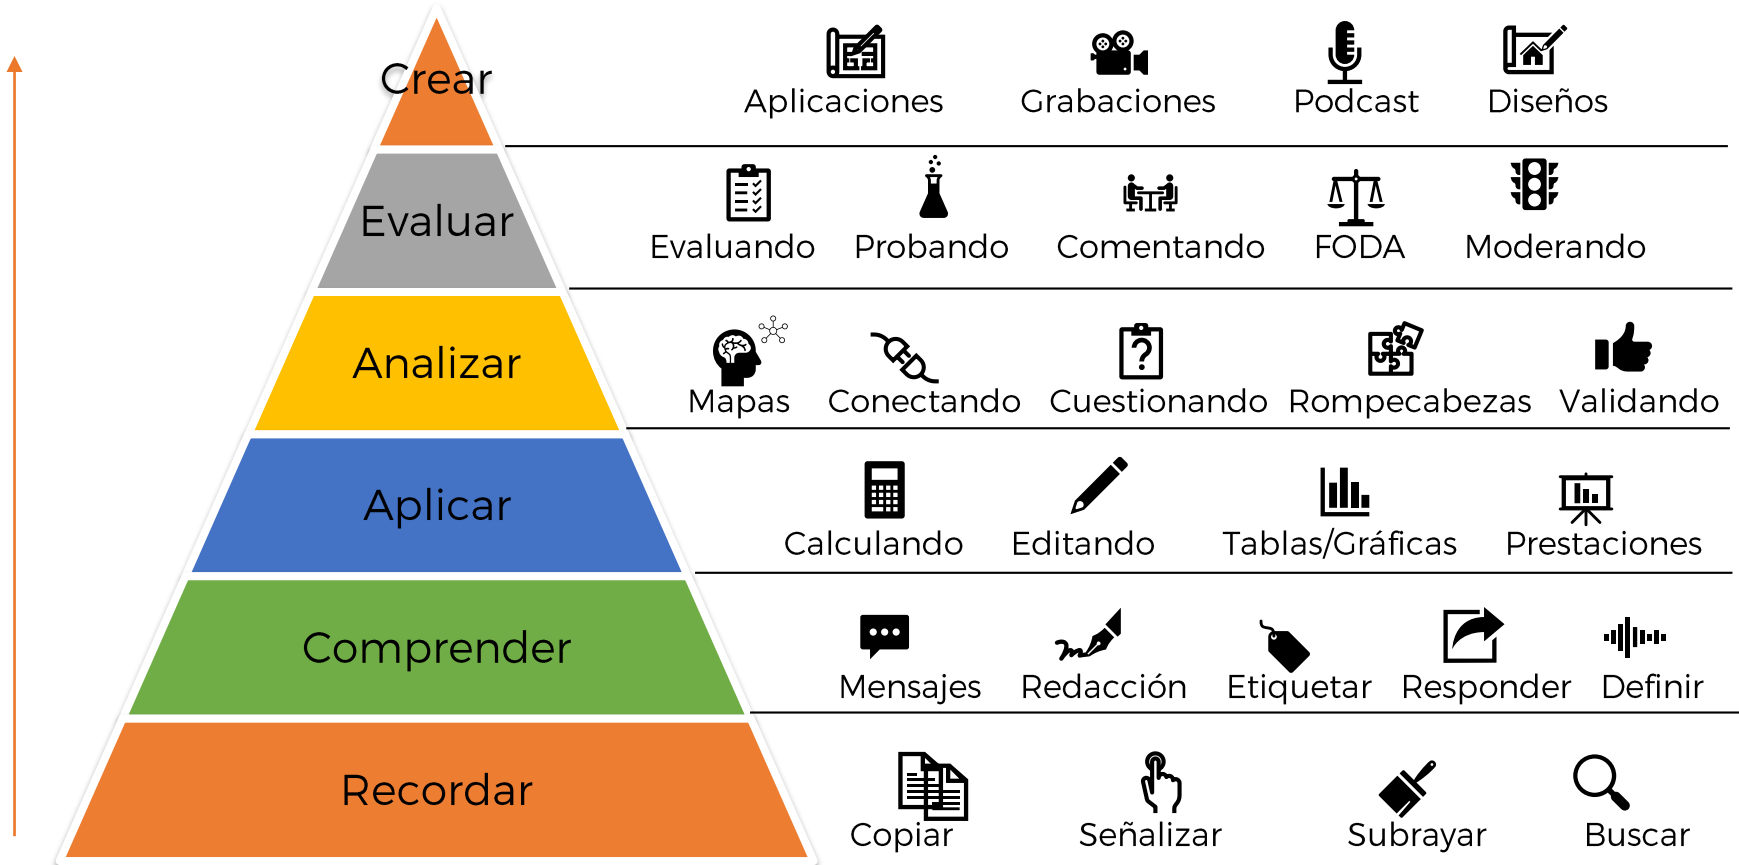 Crear
Aplicaciones Grabaciones Podcast Diseños
Evaluar
Evaluando Probando Comentando FODA Moderando
Analizar
Mapas Conectando Cuestionando Rompecabezas Validando
Aplicar
Calculando Editando Tablas/Gráficas Prestaciones
Comprender
Mensajes Redacción Etiquetar Responder Definir
Recordar
Copiar Señalizar Subrayar Buscar